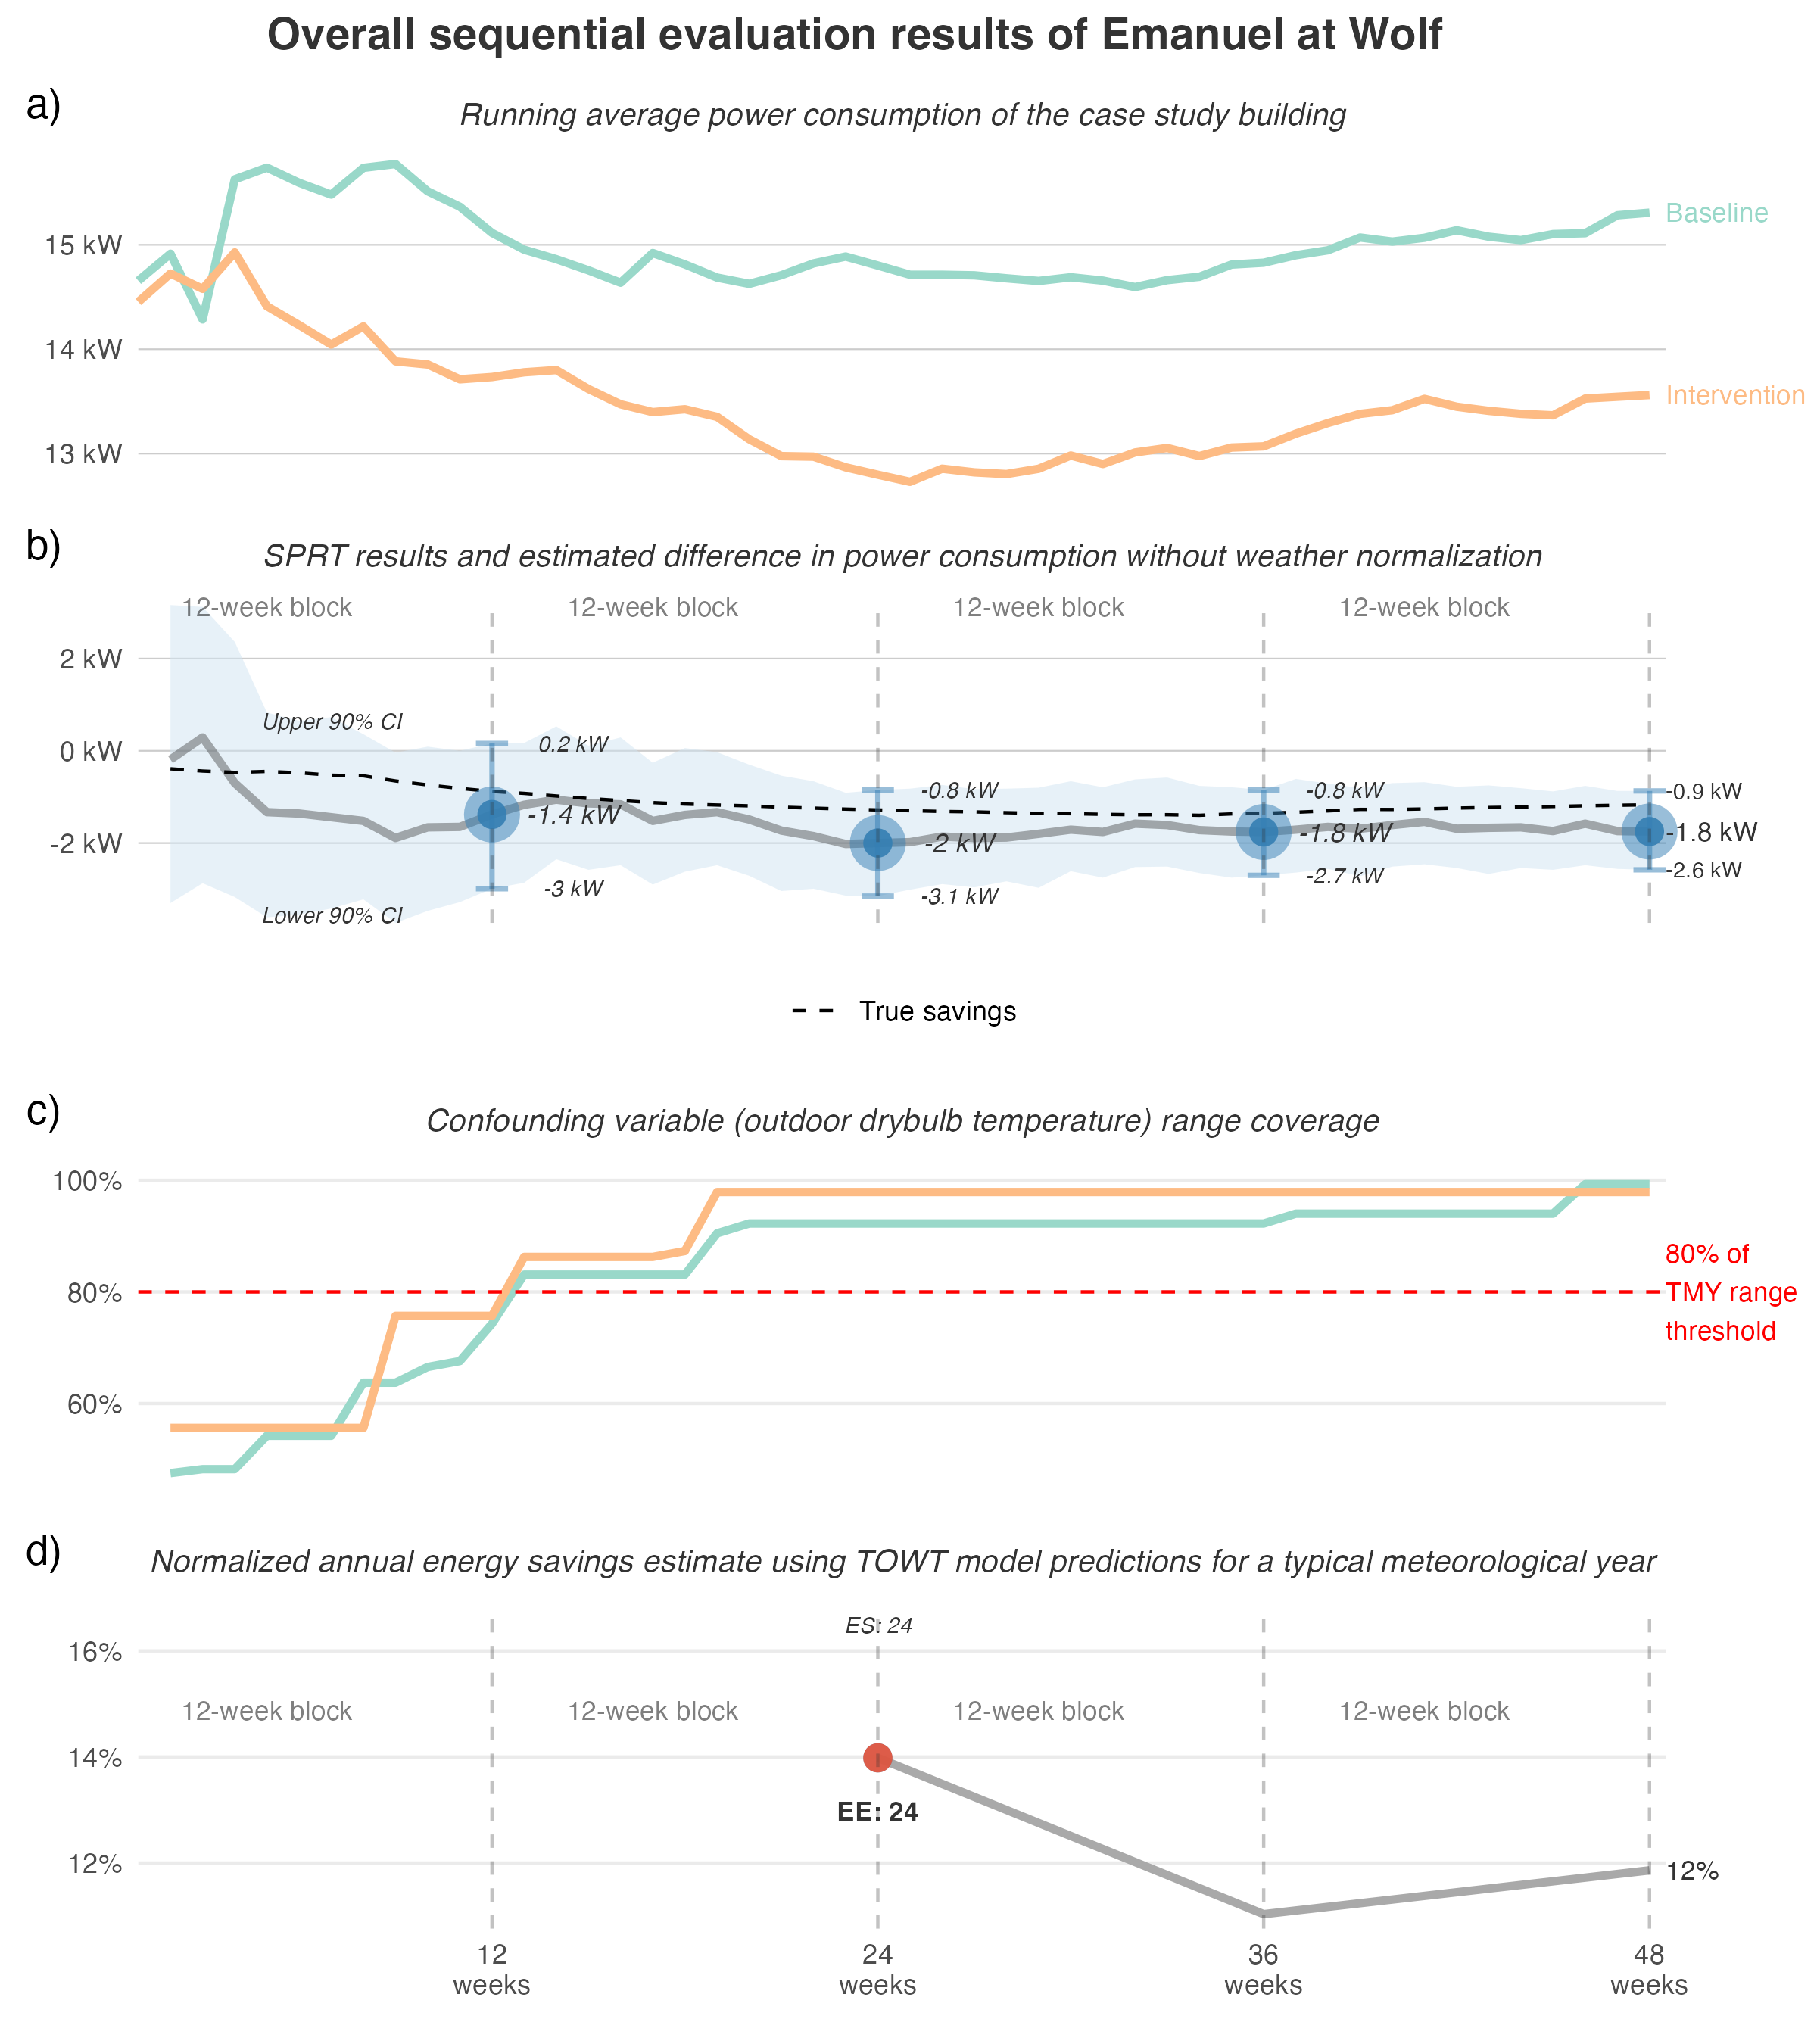 Overall sequential evaluation results of Emanuel at Wolf
a)
Running average power consumption of the case study building
15 kW
14 kW
13 kW
Baseline
Intervention
b)
SPRT results and estimated difference in power consumption without weather normalization
12-week block 12-week block 12-week block 12-week block
2 kW
0 kW
-2 kW
Upper 90% CI
Lower 90% CI
0.2 kW
-1.4 kW
-3 kW
-0.8 kW
-2 kW
-3.1 kW
-0.8 kW
-1.8 kW
-2.7 kW
-0.9 kW
-1.8 kW
-2.6 kW
True savings
c)
Confounding variable (outdoor drybulb temperature) range coverage
100%
80%
60%
80% of
TMY range
threshold
d)
Normalized annual energy savings estimate using TOWT model predictions for a typical meteorological year
ES: 24
16%
12-week block 12-week block 12-week block 12-week block
14%
EE: 24
12%
12%
12 weeks
24 weeks
36 weeks
48 weeks